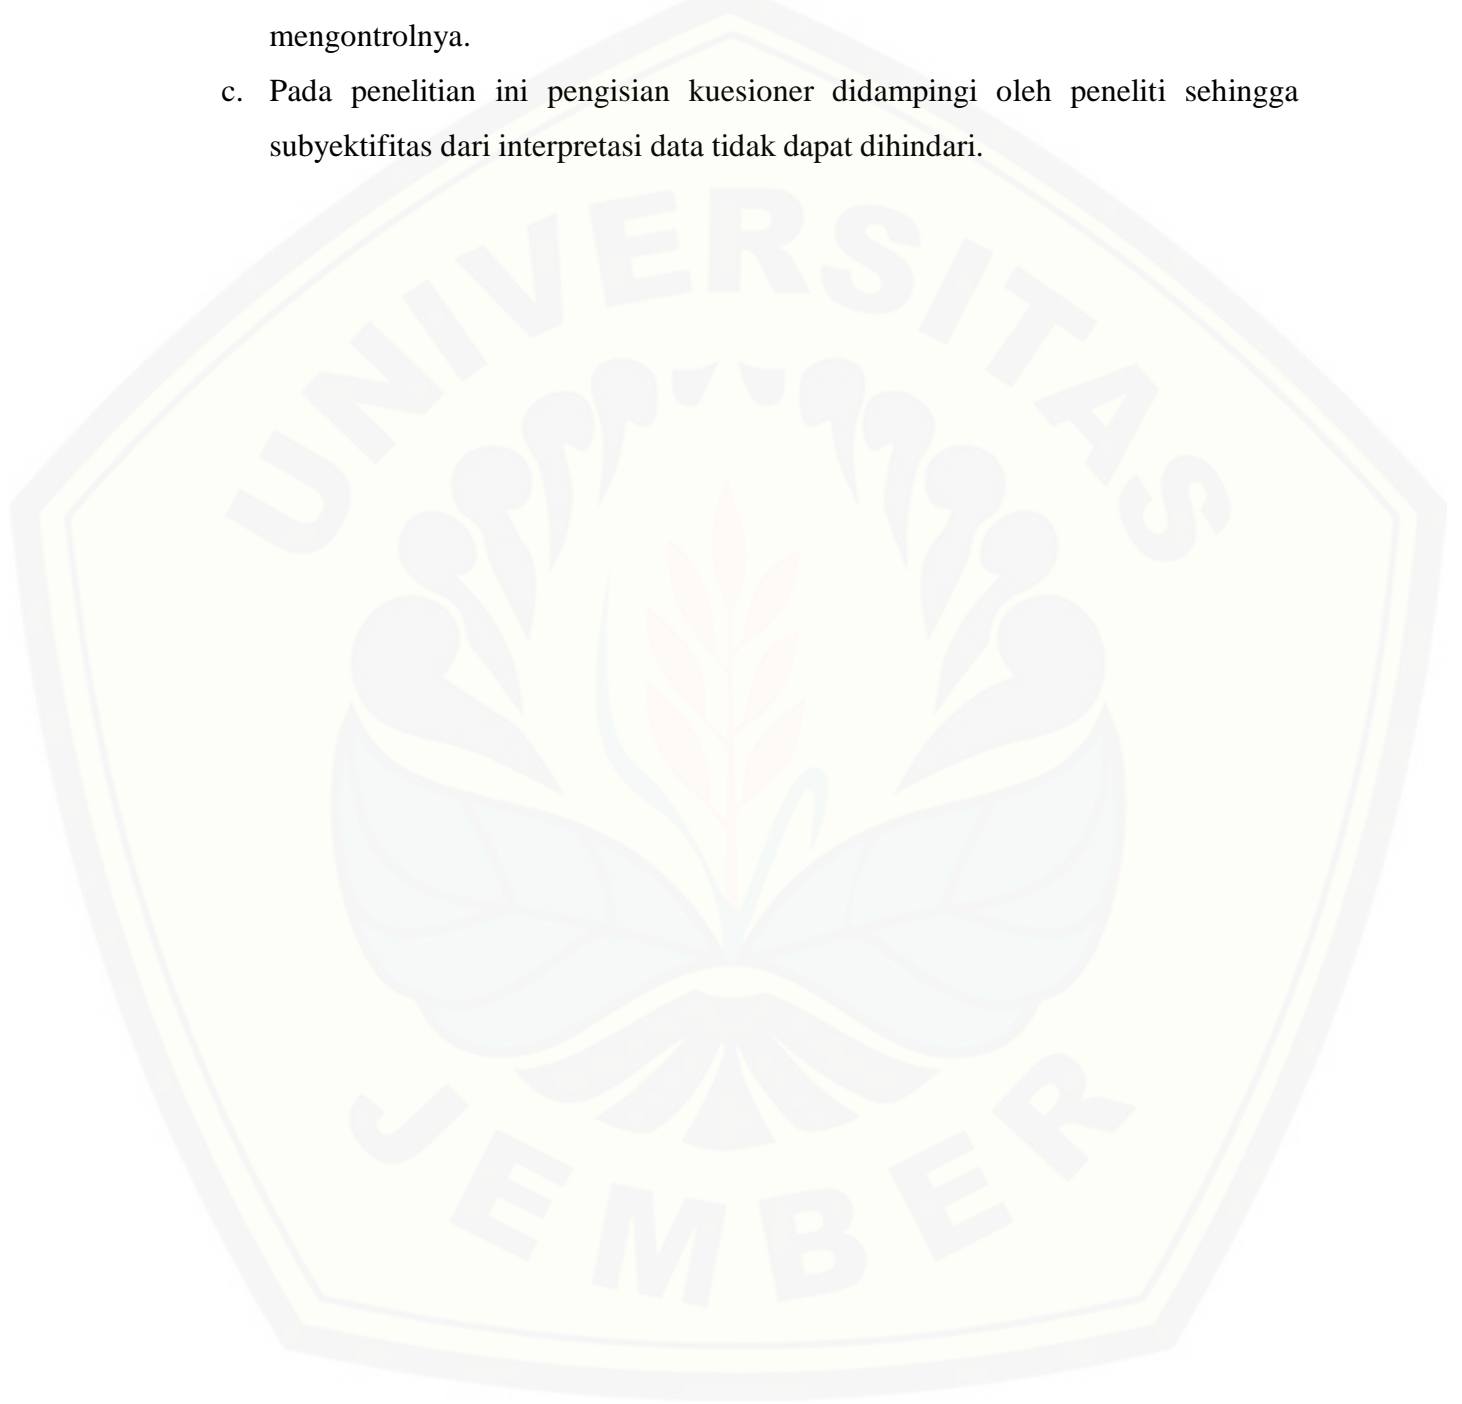 mengontrolnya.
c. Pada penelitian ini pengisian kuesioner didampingi oleh peneliti sehingga
subyektifitas dari interpretasi data tidak dapat dihindari.
UNIVERSITAS
JEMBER